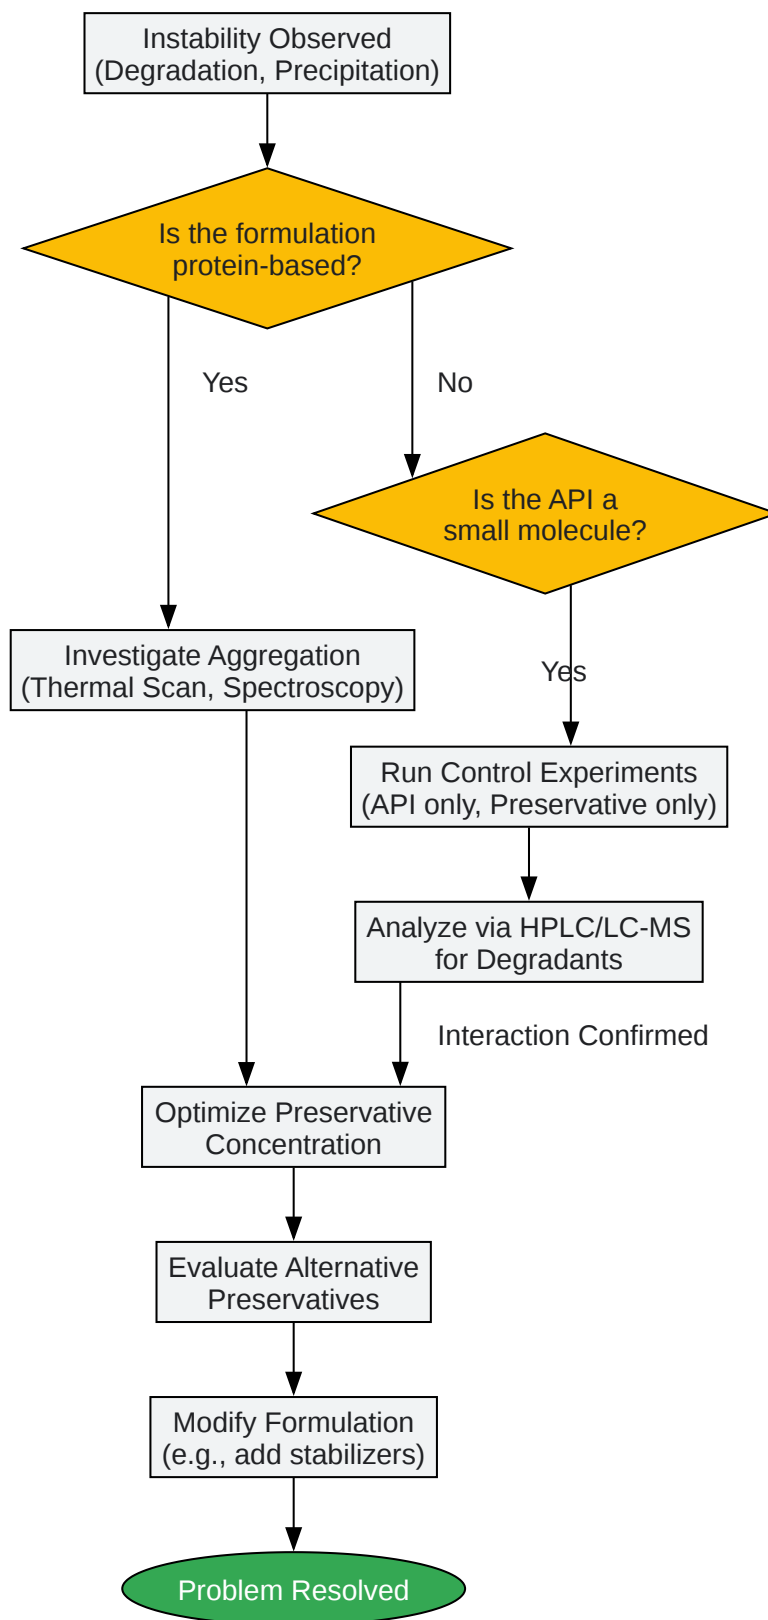 Instability Observed
(Degradation, Precipitation)
Is the formulation
protein-based?
Yes
No
Is the API a
small molecule?
Investigate Aggregation
(Thermal Scan, Spectroscopy)
Yes
Run Control Experiments
(API only, Preservative only)
Analyze via HPLC/LC-MS
for Degradants
Interaction Confirmed
Optimize Preservative
Concentration
Evaluate Alternative
Preservatives
Modify Formulation
(e.g., add stabilizers)
Problem Resolved